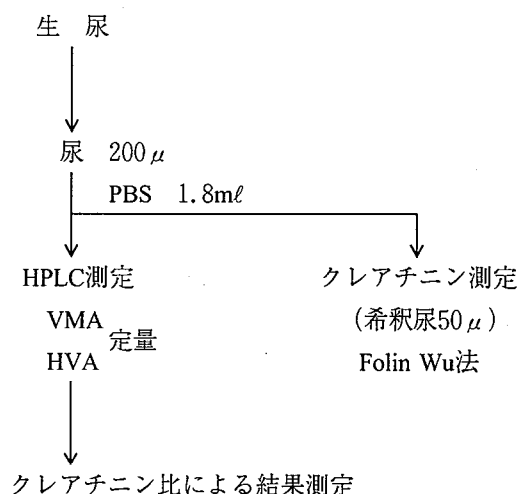 生 尿
尿 200μ
PBS 1.8mℓ
HPLC測定
VMA
定量
HVA
クレアチニン測定
(希釈尿50μ)
Folin Wu法
クレアチニン比による結果測定